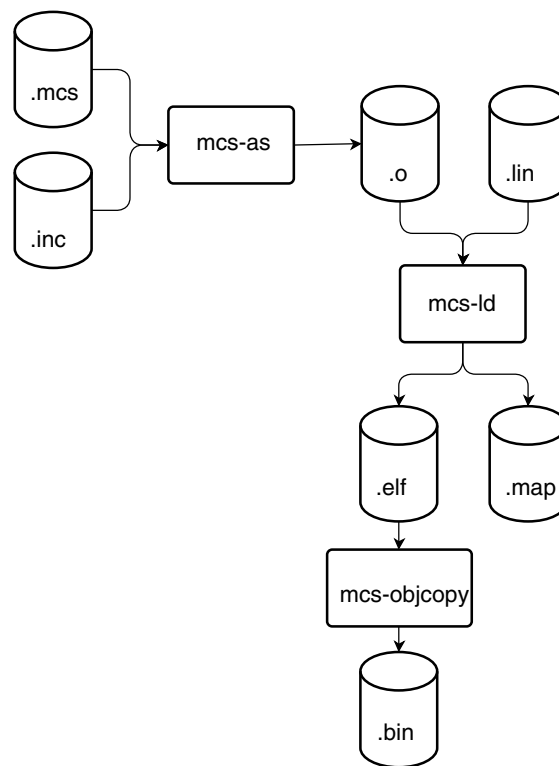 .mcs
mcs-as
.o
.lin
.inc
mcs-ld
.elf
.map
mcs-objcopy
.bin